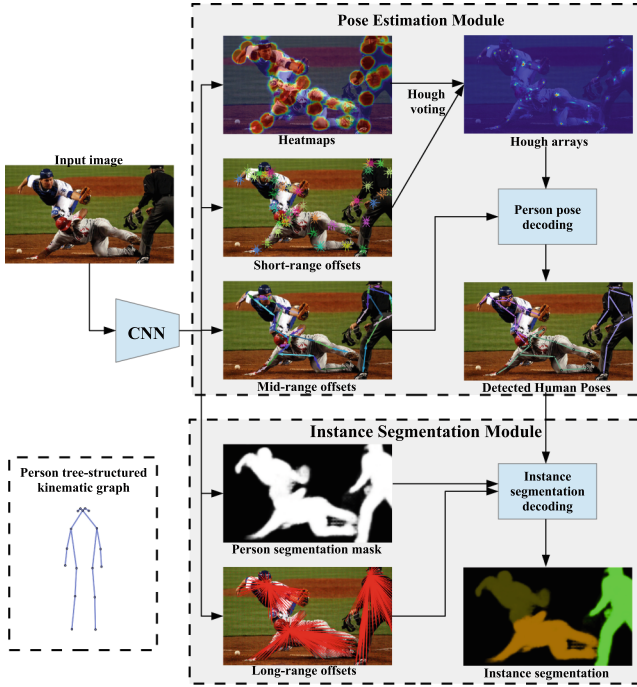 Pose Estimation Module
Heatmaps
Hough
voting
Hough arrays
Input image
Short-range offsets
Person pose
decoding
CNN
Mid-range offsets
Detected Human Poses
Instance Segmentation Module
Person tree-structured
kinematic graph
Person segmentation mask
Instance
segmentation
decoding
Long-range offsets
Instance segmentation